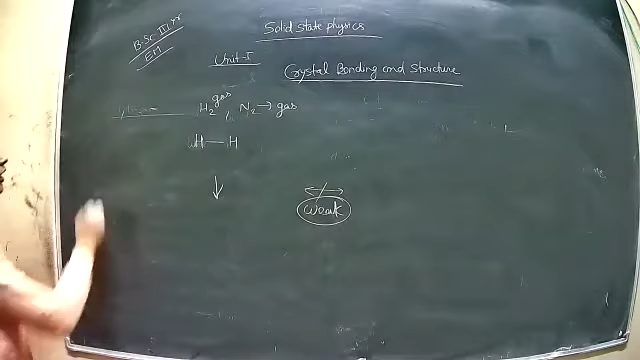 Solid state physics
B.Sc III yr
EM
Unit-I
Crystal Bonding and Structure
gas
H2, N2 → gas
H — H
↓
weak